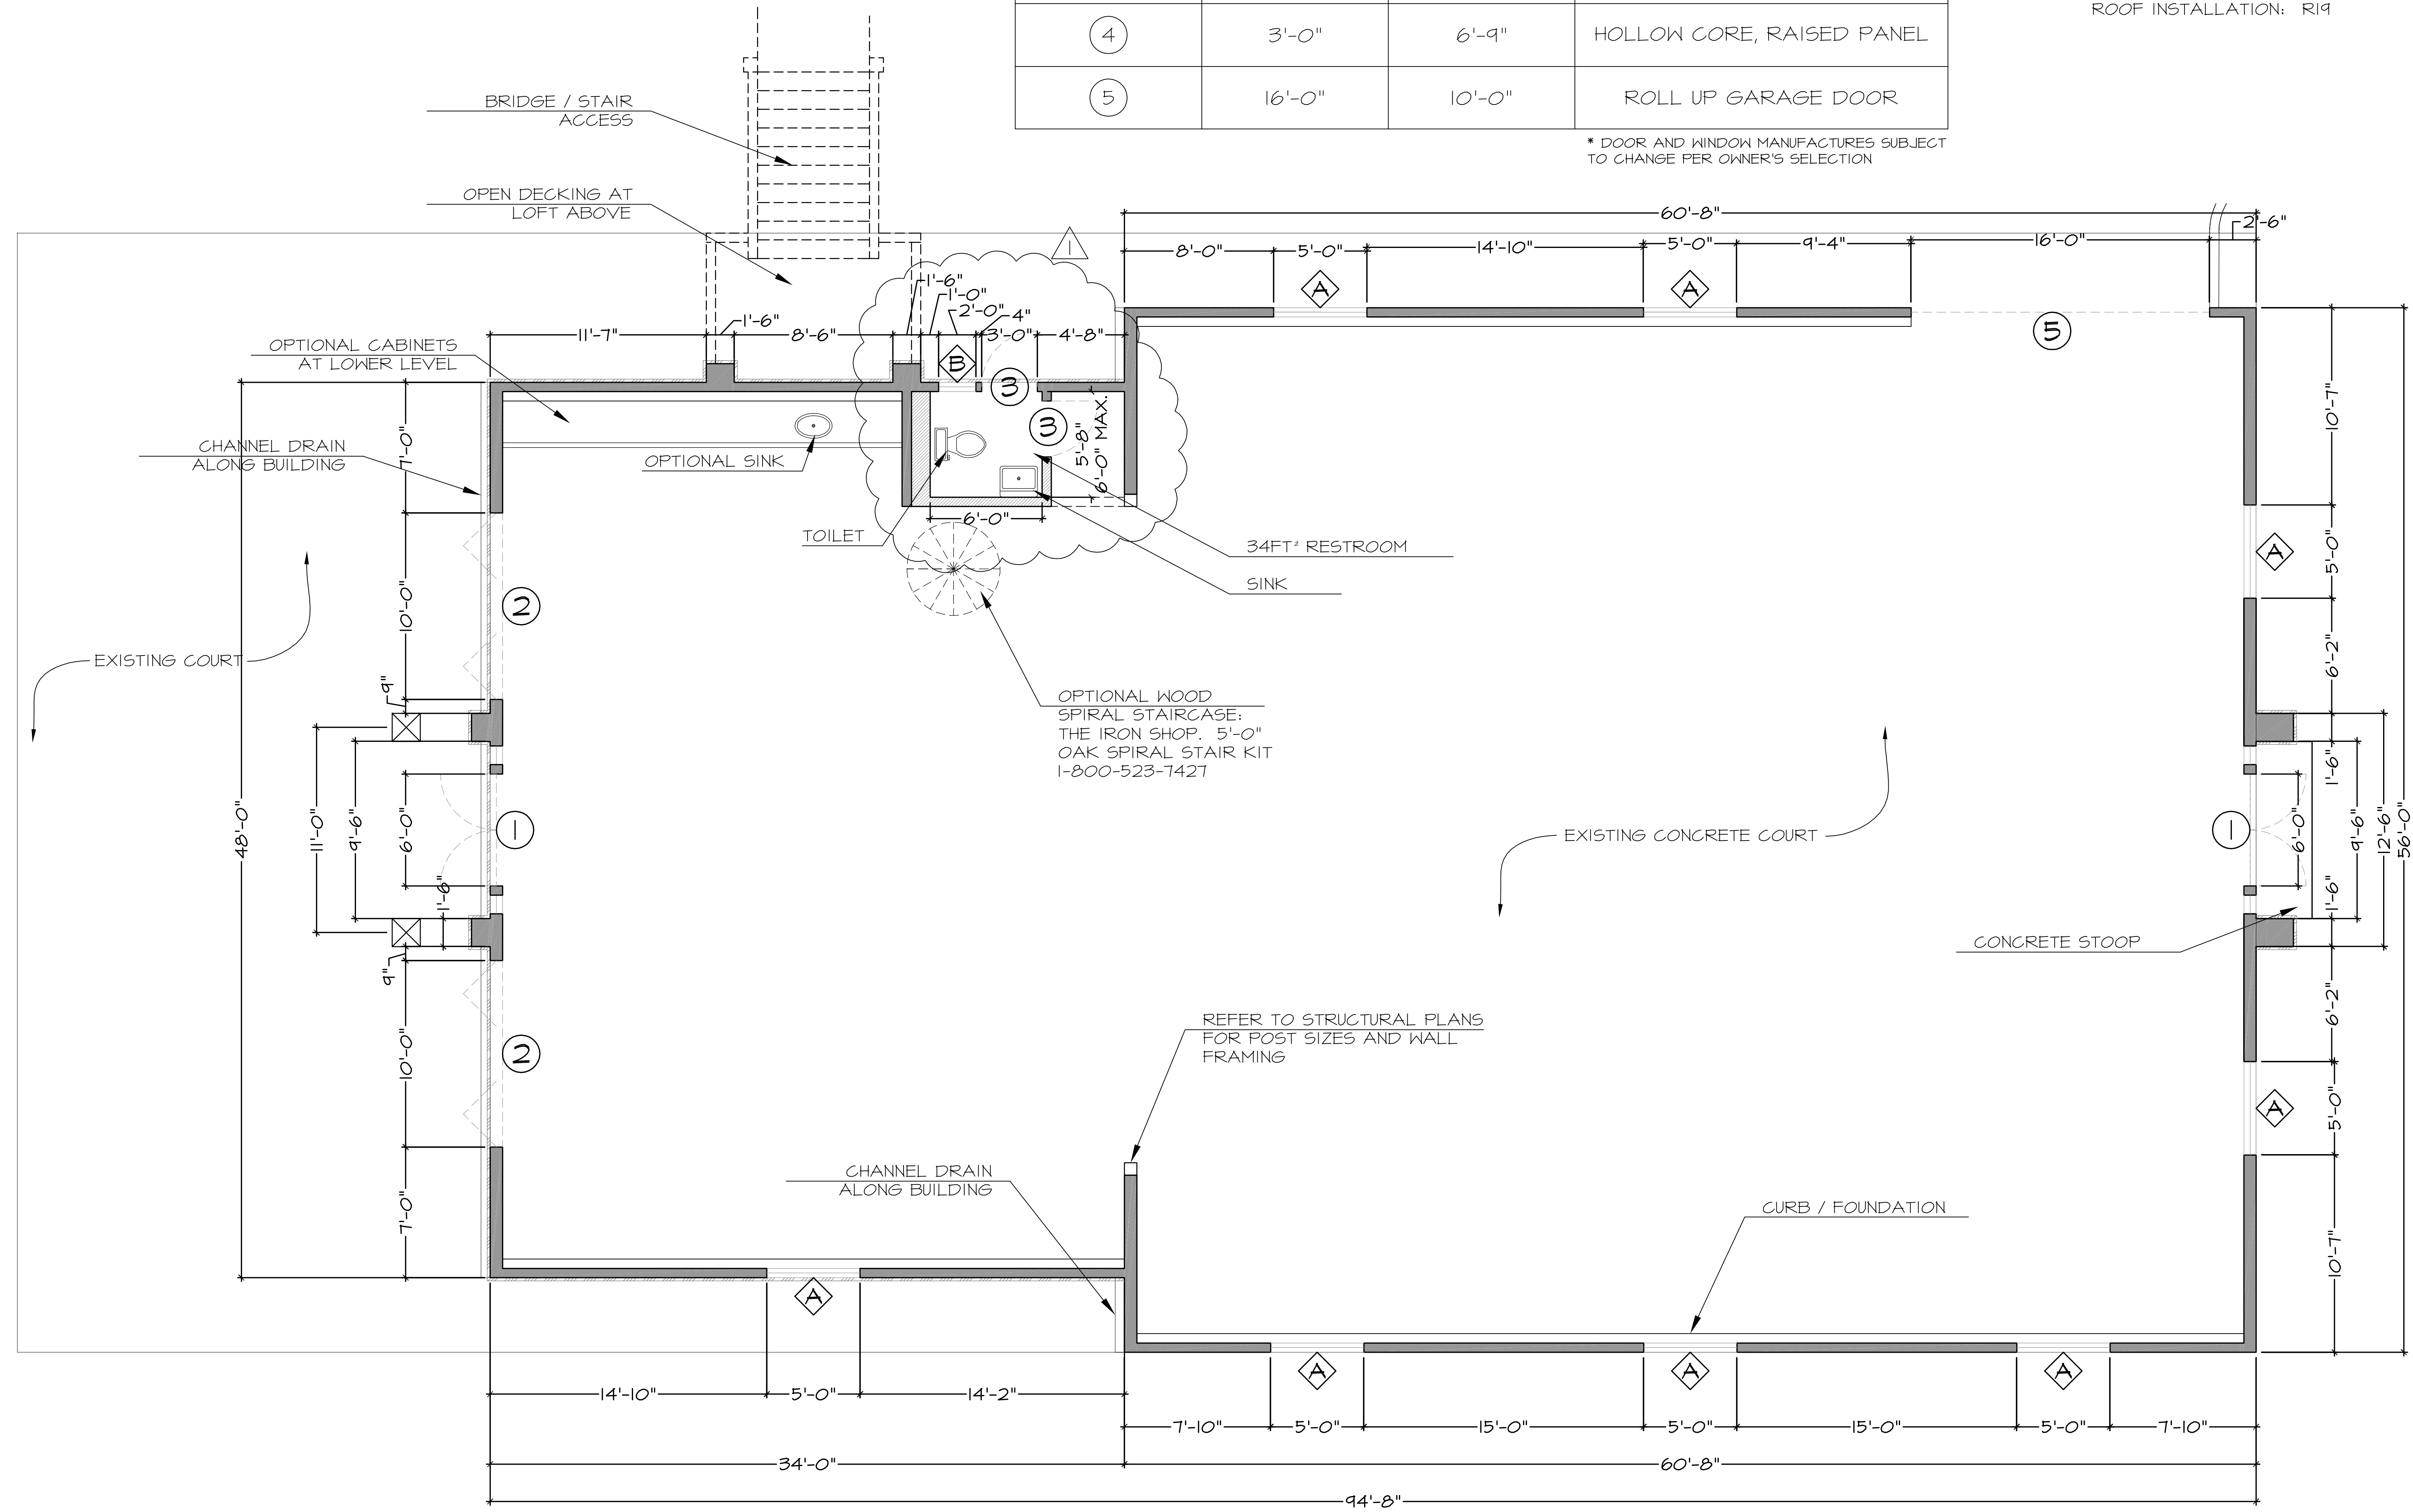 ROOF INSTALLATION: R19
4 3'-0" 6'-9" HOLLOW CORE, RAISED PANEL
5 16'-0" 10'-0" ROLL UP GARAGE DOOR
* DOOR AND WINDOW MANUFACTURES SUBJECT
TO CHANGE PER OWNER'S SELECTION
BRIDGE / STAIR
ACCESS
OPEN DECKING AT
LOFT ABOVE
60'-8"
2'-6"
8'-0" 5'-0" 14'-10" 5'-0" 9'-4" 16'-0"
1
A A
5
1'-6"
1'-0"
2'-0"
4"
11'-7" 1'-6" 8'-6" 3'-0" 4'-8"
OPTIONAL CABINETS
AT LOWER LEVEL
B
3
3
CHANNEL DRAIN
ALONG BUILDING
7'-0"
OPTIONAL SINK
5'-8"
6'-0" MAX.
6'-0"
TOILET
34FT² RESTROOM
SINK
10'-7"
5'-0"
A
6'-2"
10'-0"
2
EXISTING COURT
9"
OPTIONAL WOOD
SPIRAL STAIRCASE:
THE IRON SHOP. 5'-0"
OAK SPIRAL STAIR KIT
1-800-523-7427
48'-0"
11'-0"
9'-6"
6'-0"
1'-6"
1
EXISTING CONCRETE COURT
1
1'-6"
6'-0"
9'-6"
12'-6"
56'-0"
1'-6"
CONCRETE STOOP
9"
10'-0"
2
6'-2"
REFER TO STRUCTURAL PLANS
FOR POST SIZES AND WALL
FRAMING
A
5'-0"
CHANNEL DRAIN
ALONG BUILDING
7'-0"
CURB / FOUNDATION
10'-7"
A
A A A
14'-10" 5'-0" 14'-2"
7'-10" 5'-0" 15'-0" 5'-0" 15'-0" 5'-0" 7'-10"
34'-0" 60'-8"
94'-8"